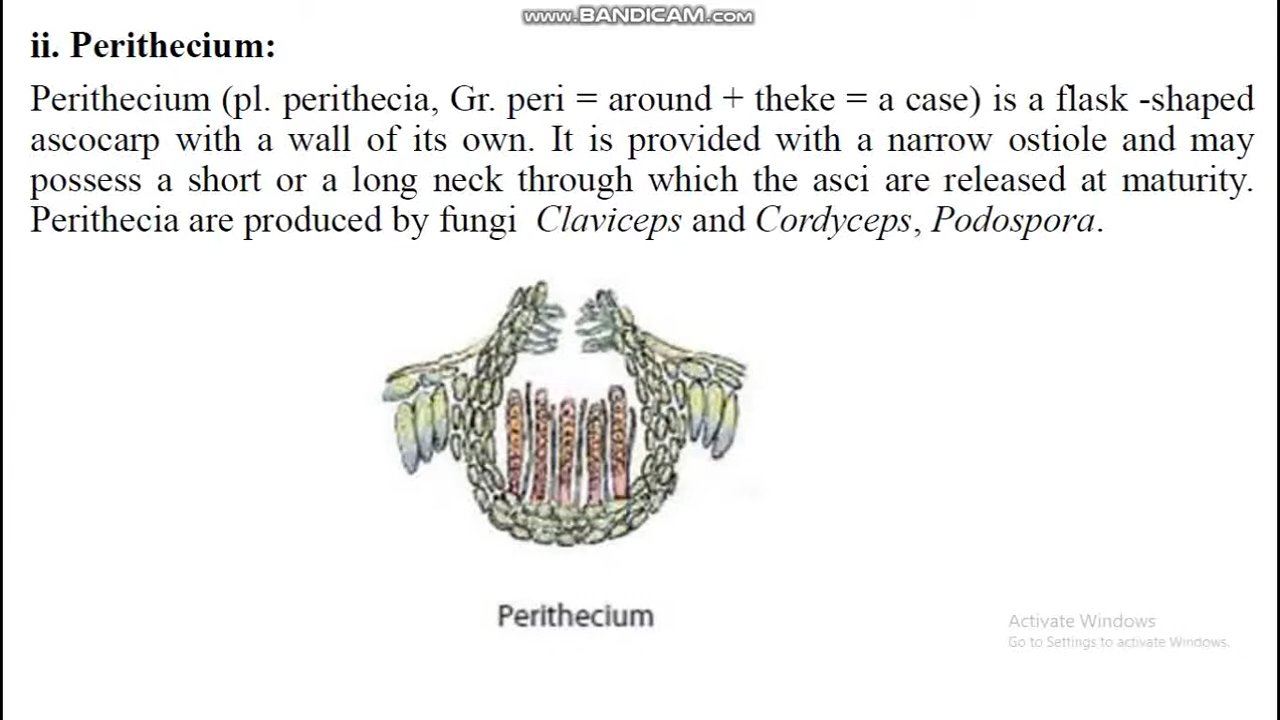 www.BANDICAM.com
ii. Perithecium:
Perithecium (pl. perithecia, Gr. peri = around + theke = a case) is a flask -shaped
ascocarp with a wall of its own. It is provided with a narrow ostiole and may
possess a short or a long neck through which the asci are released at maturity.
Perithecia are produced by fungi Claviceps and Cordyceps, Podospora.
Perithecium
Activate Windows
Go to Settings to activate Windows.